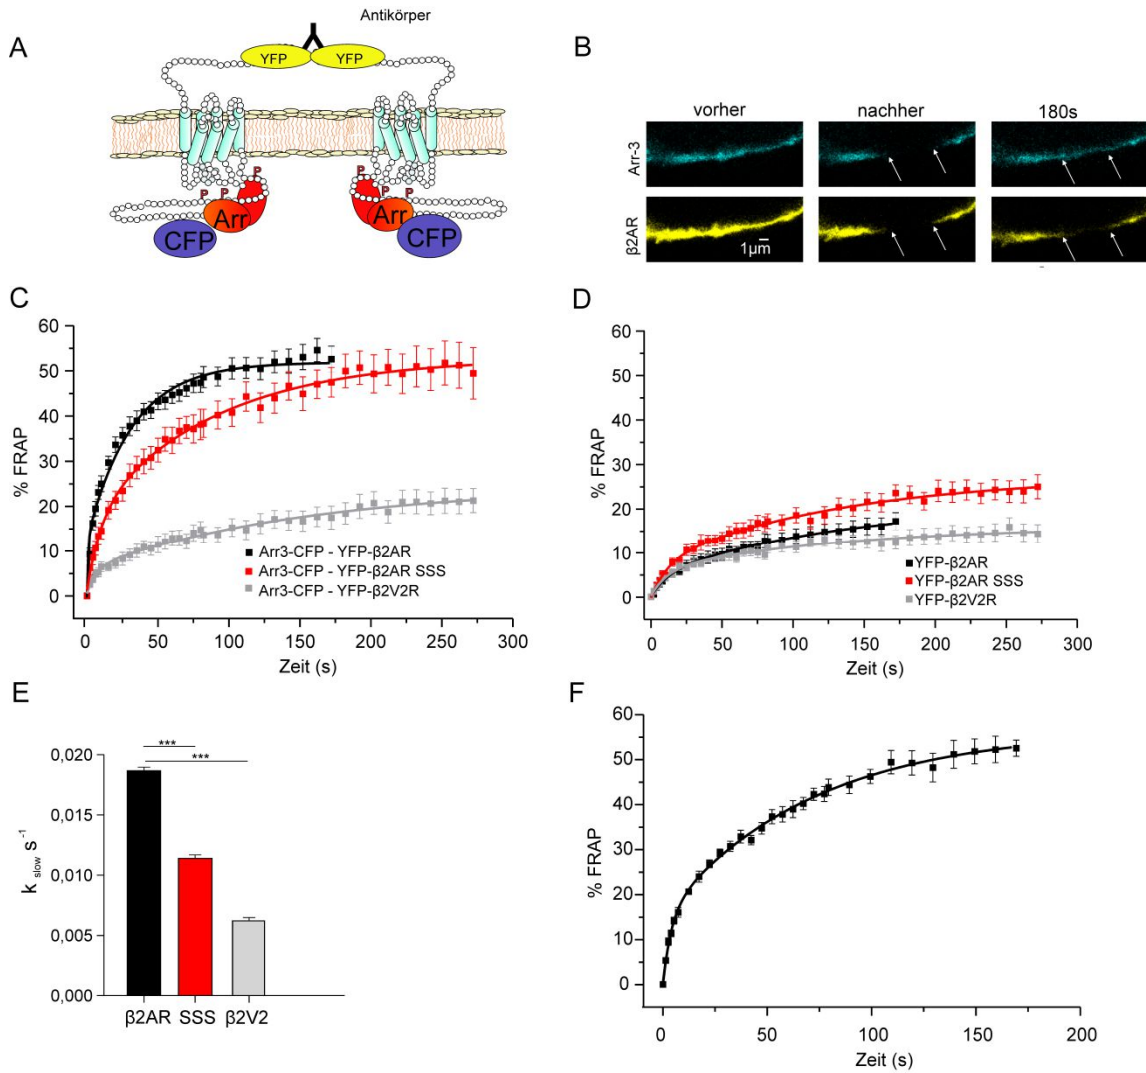 A
Antikörper
YFP YFP
P P P
P P P
Arr Arr
CFP CFP
B
vorher nachher 180s
Arr-3
β2AR
1µm
C
% FRAP
60
50
40
30
20
10
0
0 50 100 150 200 250 300
Zeit (s)
Arr3-CFP - YFP-β2AR
Arr3-CFP - YFP-β2AR SSS
Arr3-CFP - YFP-β2V2R
D
% FRAP
60
50
40
30
20
10
0
0 50 100 150 200 250 300
Zeit (s)
YFP-β2AR
YFP-β2AR SSS
YFP-β2V2R
E
k slow s⁻¹
0,020
0,015
0,010
0,005
0,000
***
***
β2AR SSS β2V2
F
% FRAP
60
50
40
30
20
10
0
0 50 100 150 200
Zeit (s)